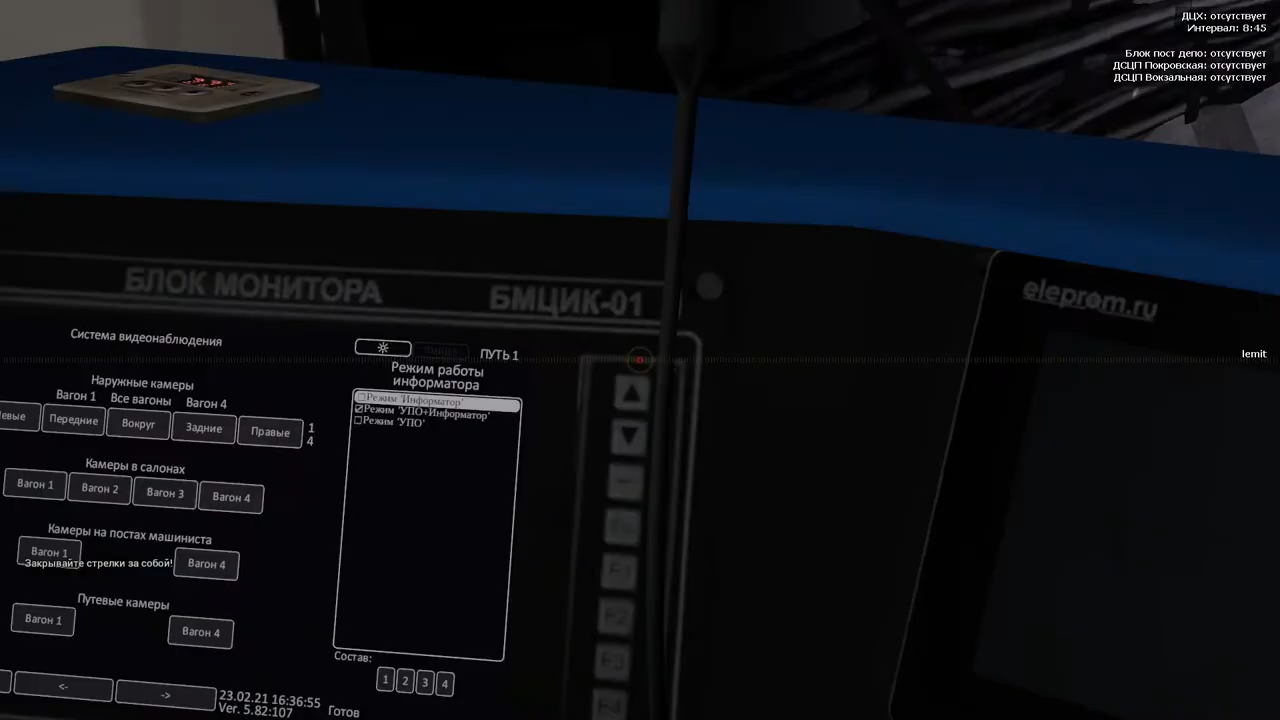 ДЦХ: отсутствует
Интервал: 8:45
Блок пост депо: отсутствует
ДСЦП Покровская: отсутствует
ДСЦП Вокзальная: отсутствует
БЛОК МОНИТОРА
БМЦИК-01
eleprom.ru
lemit
Система видеонаблюдения
ПУТЬ 1
Режим работы
информатора
Режим 'Информатор'
Режим 'УПО+Информатор'
Режим 'УПО'
Наружные камеры
Вагон 1 Все вагоны Вагон 4
Передние Вокруг Задние Правые
1
4
Камеры в салонах
Вагон 1 Вагон 2 Вагон 3 Вагон 4
Камеры на постах машиниста
Вагон 1 Вагон 4
Закрывайте стрелки за собой!
Путевые камеры
Вагон 1 Вагон 4
Состав:
1 2 3 4
<- ->
23.02.21 16:36:55
Ver. 5.82:107
Готов
F1
F2
F3
F4